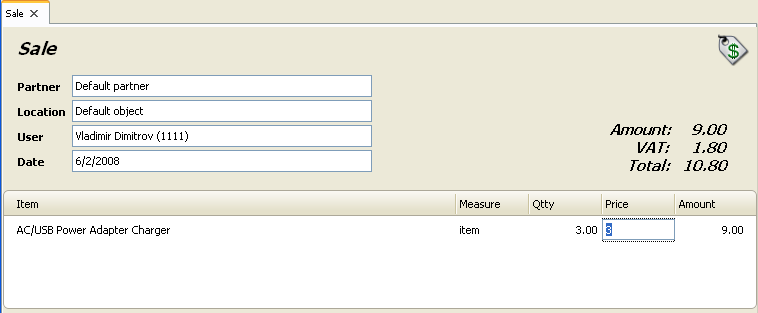 Sale
Sale
$
Partner Default partner
Location Default object
User Vladimir Dimitrov (1111)
Date 6/2/2008
Amount: 9.00
VAT: 1.80
Total: 10.80
Item Measure Qtty Price Amount
AC/USB Power Adapter Charger item 3.00 3 9.00